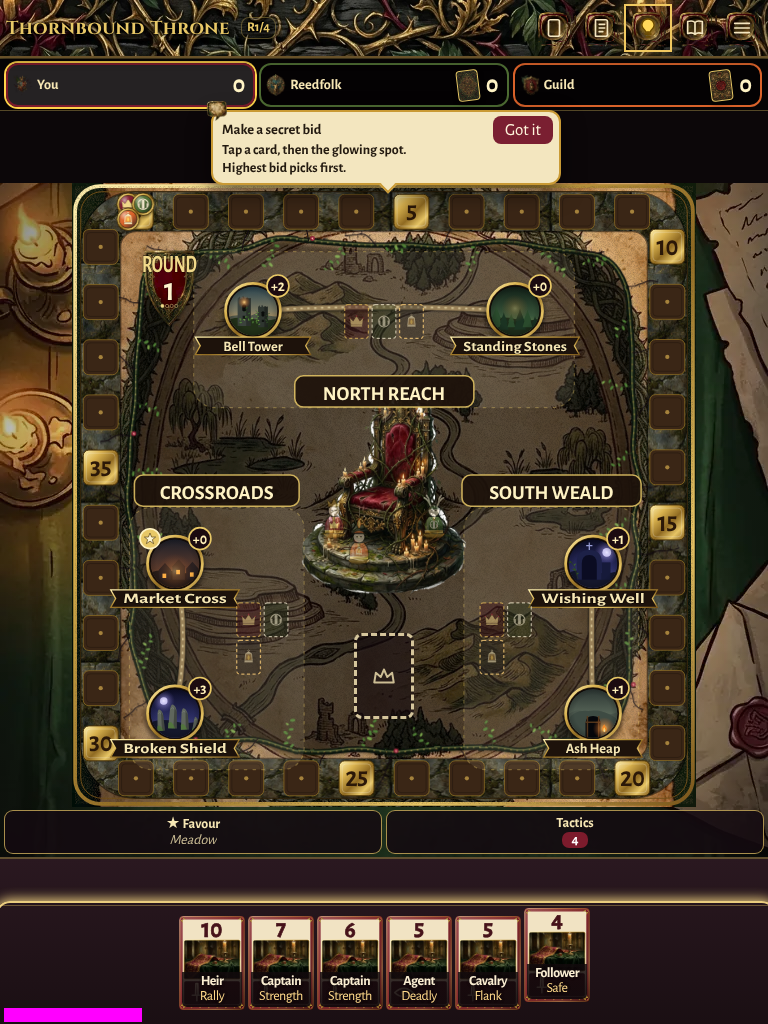 THORNBOUND THRONE
R1/4
You
0
Reedfolk
0
Guild
0
Make a secret bid
Got it
Tap a card, then the glowing spot.
Highest bid picks first.
5
10
ROUND
1
+2
+0
Bell Tower
Standing Stones
NORTH REACH
35
CROSSROADS
SOUTH WEALD
15
+0
+1
Market Cross
Wishing Well
+3
+1
30
Broken Shield
Ash Heap
25
20
★ Favour
Meadow
Tactics
4
10
Heir
Rally
7
Captain
Strength
6
Captain
Strength
5
Agent
Deadly
5
Cavalry
Flank
4
Follower
Safe